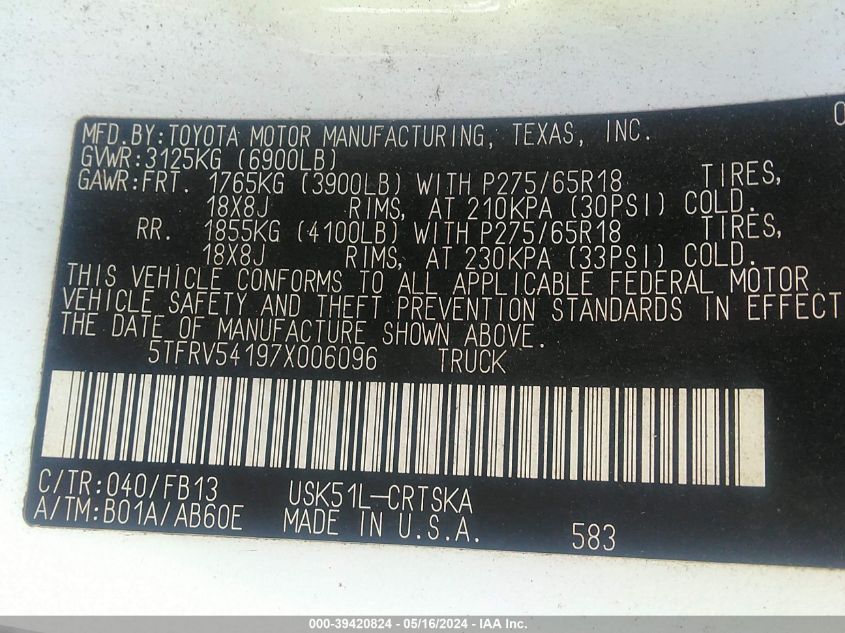 0
MFD.BY:TOYOTA MOTOR MANUFACTURING, TEXAS, INC.
GVWR:3125KG (6900LB)
GAWR:FRT. 1765KG (3900LB) WITH P275/65R18 TIRES,
18X8J RIMS, AT 210KPA (30PSI) COLD.
RR. 1855KG (4100LB) WITH P275/65R18 TIRES,
18X8J RIMS, AT 230KPA (33PSI) COLD.
THIS VEHICLE CONFORMS TO ALL APPLICABLE FEDERAL MOTOR
VEHICLE SAFETY AND THEFT PREVENTION STANDARDS IN EFFECT
THE DATE OF MANUFACTURE SHOWN ABOVE.
5TFRV54197X006096 TRUCK
C/TR:040/FB13 USK51L-CRTSKA
A/TM:B01A/AB60E MADE IN U.S.A. 583
000-39420824 - 05/16/2024 - IAA Inc.